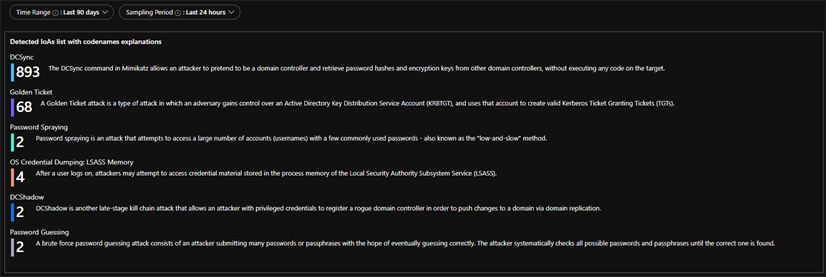 Time Range ⓘ : Last 90 days
Sampling Period ⓘ : Last 24 hours
Detected IoAs list with codenames explanations
DCSync
893 The DCSync command in Mimikatz allows an attacker to pretend to be a domain controller and retrieve password hashes and encryption keys from other domain controllers, without executing any code on the target.
Golden Ticket
68 A Golden Ticket attack is a type of attack in which an adversary gains control over an Active Directory Key Distribution Service Account (KRBTGT), and uses that account to create valid Kerberos Ticket Granting Tickets (TGTs).
Password Spraying
2 Password spraying is an attack that attempts to access a large number of accounts (usernames) with a few commonly used passwords - also known as the "low-and-slow" method.
OS Credential Dumping: LSASS Memory
4 After a user logs on, attackers may attempt to access credential material stored in the process memory of the Local Security Authority Subsystem Service (LSASS).
DCShadow
2 DCShadow is another late-stage kill chain attack that allows an attacker with privileged credentials to register a rogue domain controller in order to push changes to a domain via domain replication.
Password Guessing
2 A brute force password guessing attack consists of an attacker submitting many passwords or passphrases with the hope of eventually guessing correctly. The attacker systematically checks all possible passwords and passphrases until the correct one is found.